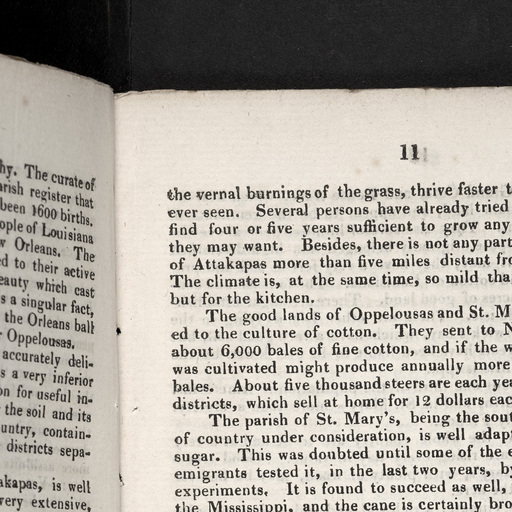 hy. The curate of
arish register that
been 1600 births.
ople of Louisiana
w Orleans. The
ed to their active
eauty which cast
s a singular fact,
the Orleans ball
Oppelousas.
accurately deli-
s a very inferior
on for useful in-
the soil and its
untry, contain-
districts sepa-
akapas, is well
very extensive,
11
the vernal burnings of the grass, thrive faster t
ever seen. Several persons have already tried
find four or five years sufficient to grow any
they may want. Besides, there is not any part
of Attakapas more than five miles distant fro
The climate is, at the same time, so mild tha
but for the kitchen.
The good lands of Oppelousas and St. M
ed to the culture of cotton. They sent to N
about 6,000 bales of fine cotton, and if the w
was cultivated might produce annually more
bales. About five thousand steers are each yea
districts, which sell at home for 12 dollars eac
The parish of St. Mary's, being the sout
of country under consideration, is well adapt
sugar. This was doubted until some of the e
emigrants tested it, in the last two years, by
experiments. It is found to succeed as well,
the Mississippi, and the cane is certainly bro